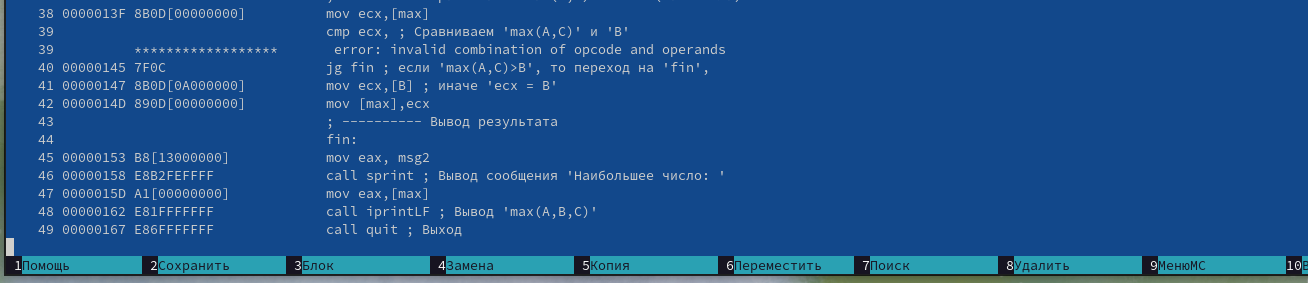 38 0000013F 8B0D[00000000] mov ecx,[max]
39 cmp ecx, ; Сравниваем 'max(A,C)' и 'B'
39 ****************** error: invalid combination of opcode and operands
40 00000145 7F0C jg fin ; если 'max(A,C)>B', то переход на 'fin',
41 00000147 8B0D[0A000000] mov ecx,[B] ; иначе 'ecx = B'
42 0000014D 890D[00000000] mov [max],ecx
43 ; ---------- Вывод результата
44 fin:
45 00000153 B8[13000000] mov eax, msg2
46 00000158 E8B2FEFFFF call sprint ; Вывод сообщения 'Наибольшее число: '
47 0000015D A1[00000000] mov eax,[max]
48 00000162 E81FFFFFFF call iprintLF ; Вывод 'max(A,B,C)'
49 00000167 E86FFFFFFF call quit ; Выход
1Помощь 2Сохранить 3Блок 4Замена 5Копия 6Переместить 7Поиск 8Удалить 9МенюМС 10